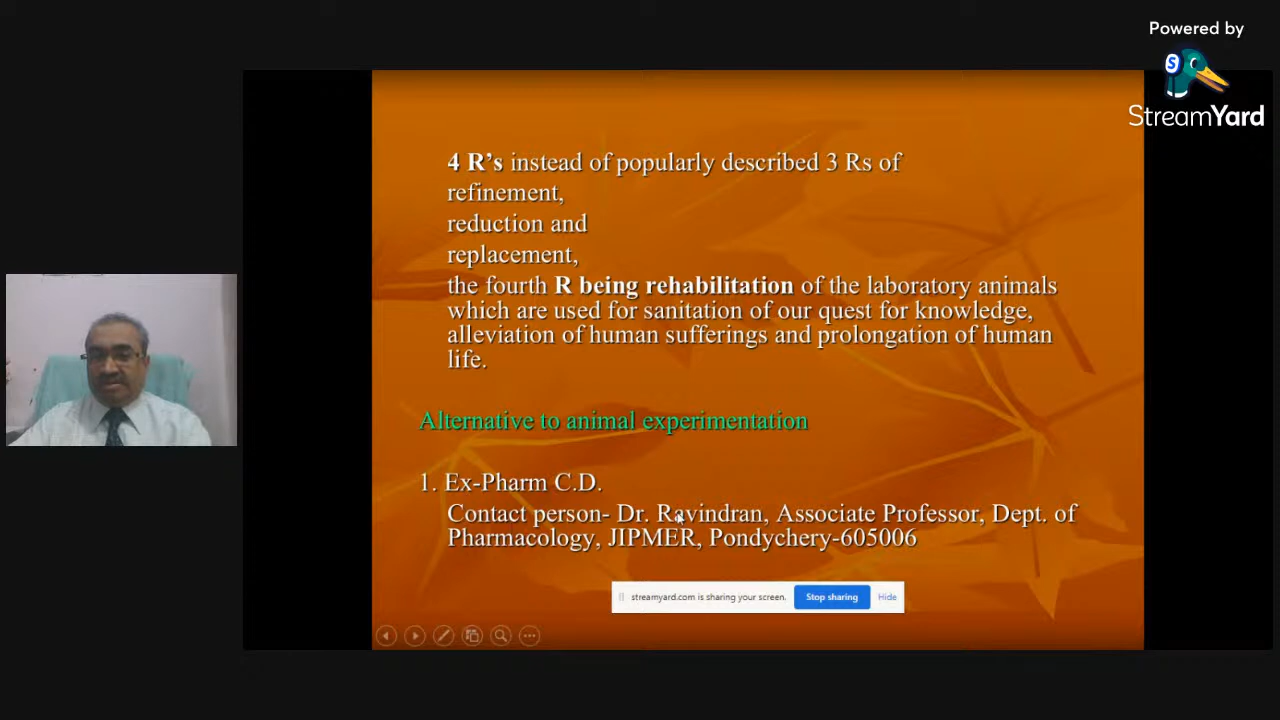 Powered by
StreamYard
4 R’s instead of popularly described 3 Rs of
refinement,
reduction and
replacement,
the fourth R being rehabilitation of the laboratory animals
which are used for sanitation of our quest for knowledge,
alleviation of human sufferings and prolongation of human
life.
Alternative to animal experimentation
1. Ex-Pharm C.D.
Contact person- Dr. Ravindran, Associate Professor, Dept. of
Pharmacology, JIPMER, Pondychery-605006
streamyard.com is sharing your screen. Stop sharing Hide